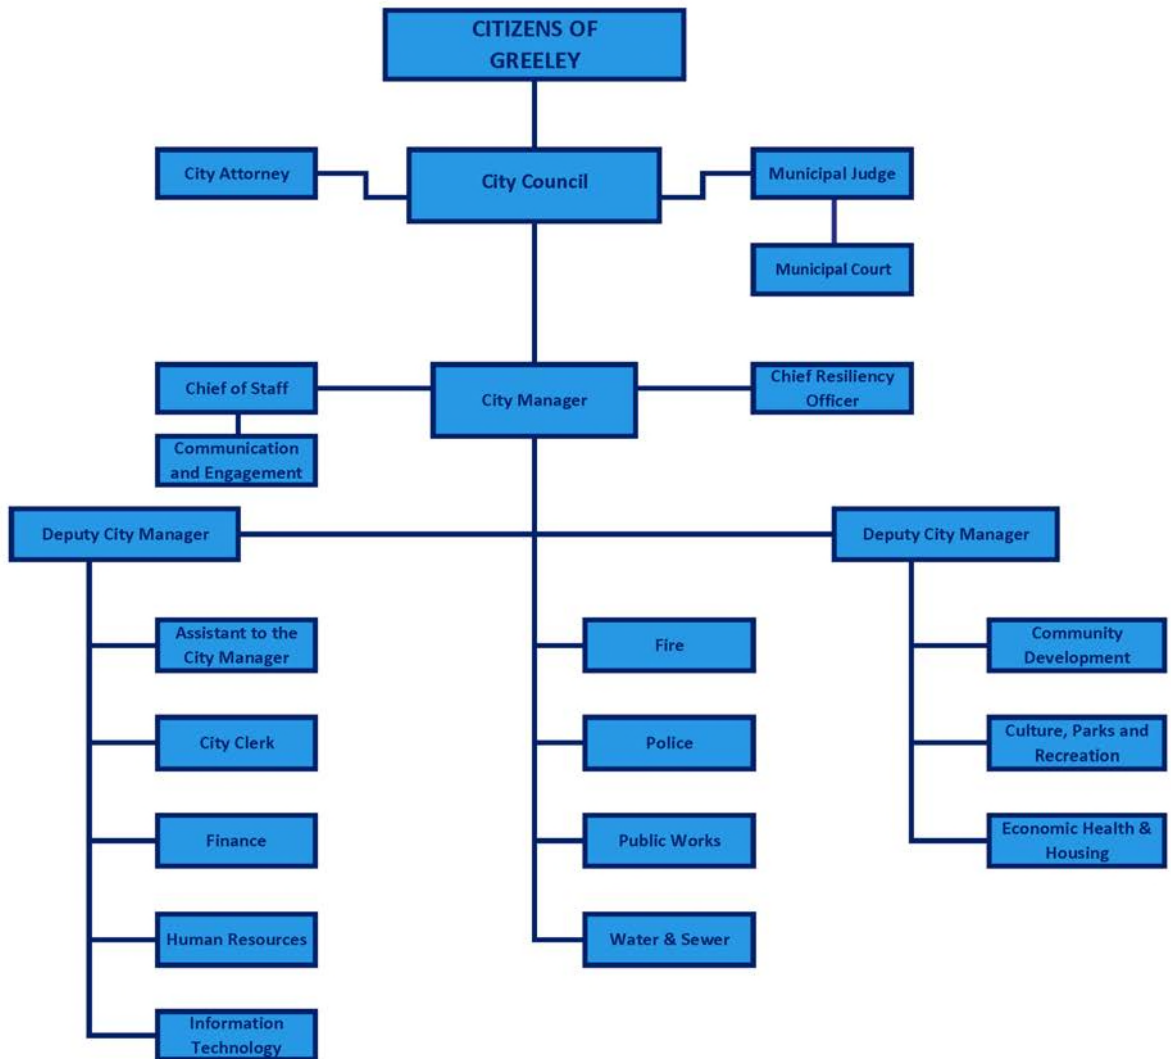 CITIZENS OF
GREELEY
City Attorney
City Council
Municipal Judge
Municipal Court
Chief of Staff
City Manager
Chief Resiliency
Officer
Communication
and Engagement
Deputy City Manager
Deputy City Manager
Assistant to the
City Manager
Fire
Community
Development
City Clerk
Police
Culture, Parks and
Recreation
Finance
Public Works
Economic Health &
Housing
Human Resources
Water & Sewer
Information
Technology